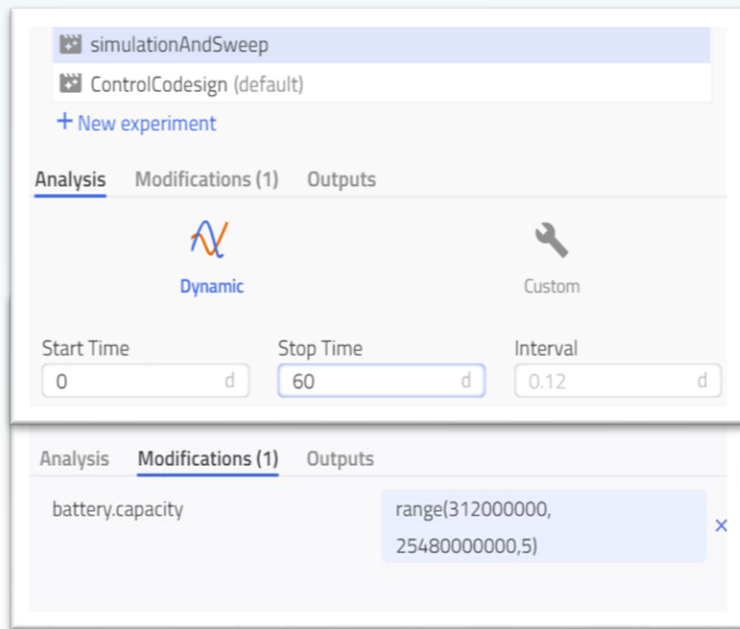 simulationAndSweep
ControlCodesign (default)
+ New experiment
Analysis Modifications (1) Outputs
Dynamic Custom
Start Time Stop Time Interval
0 d 60 d 0.12 d
Analysis Modifications (1) Outputs
battery.capacity range(312000000,
25480000000,5) ×